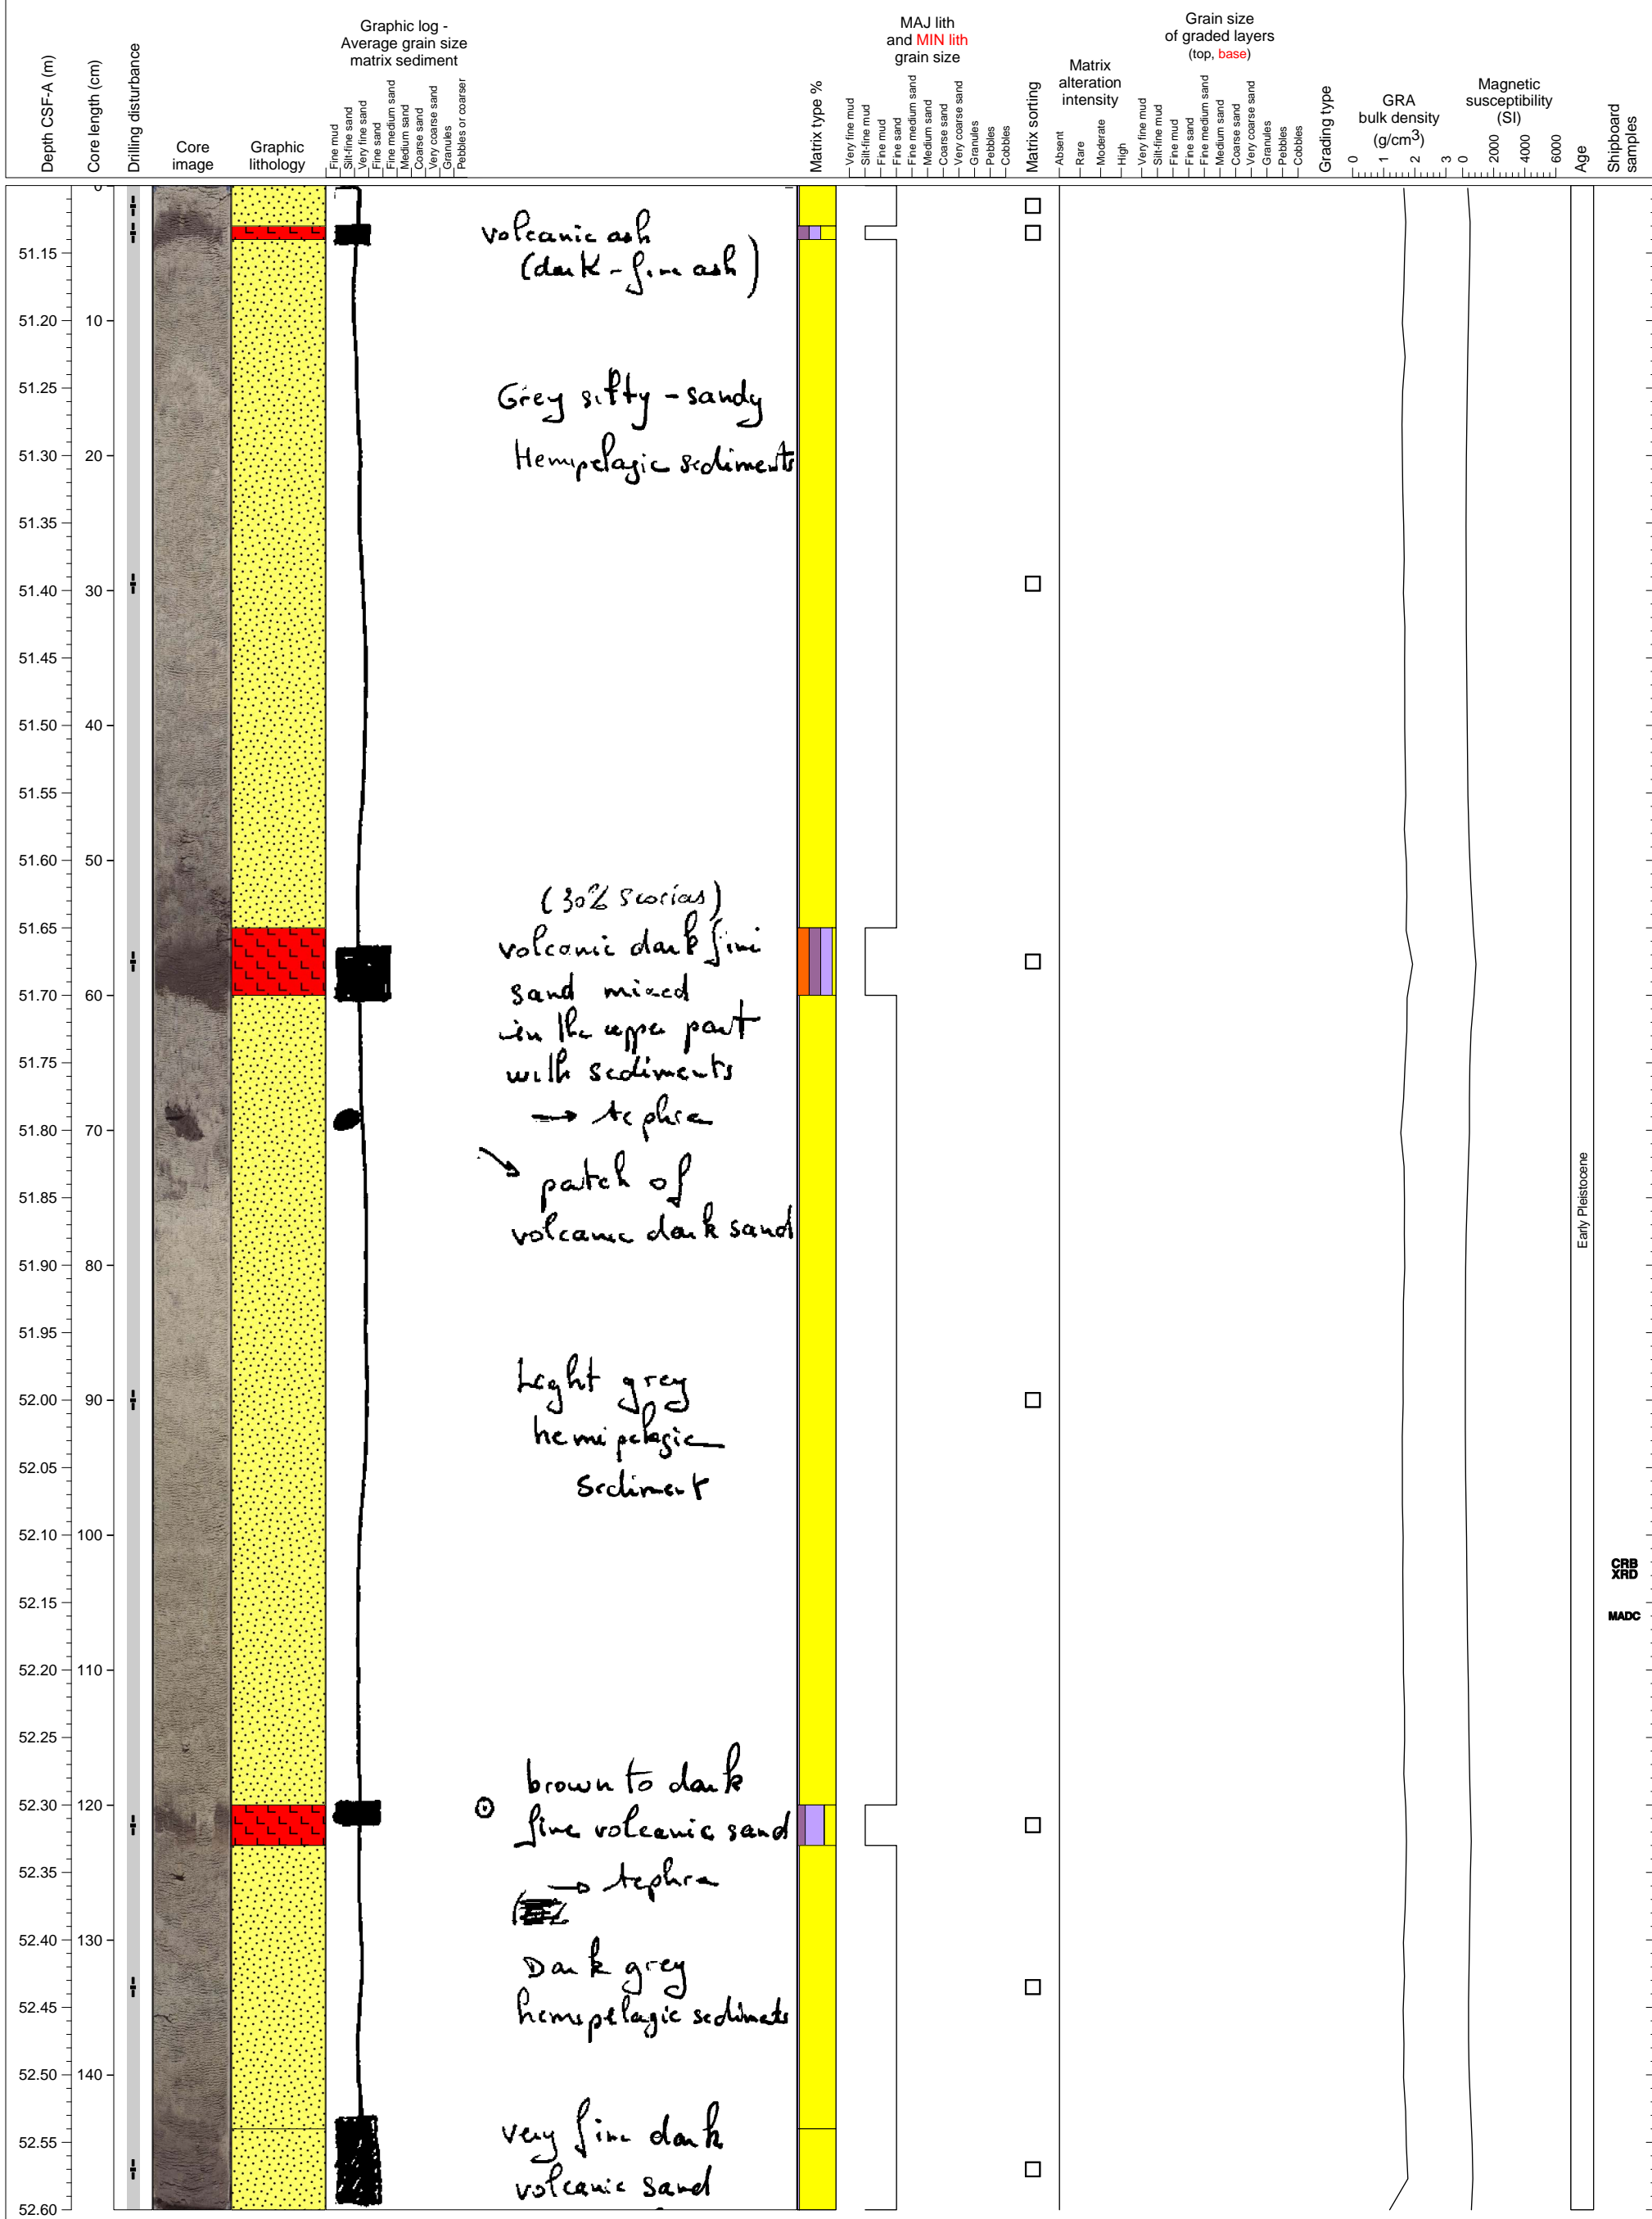 Depth CSF-A (m)
Core length (cm)
Drilling disturbance
Core
image
Graphic
lithology
Graphic log -
Average grain size
matrix sediment
Fine mud
Silt-fine sand
Very fine sand
Fine sand
Fine medium sand
Medium sand
Coarse sand
Very coarse sand
Granules
Pebbles or coarser
Matrix type %
MAJ lith
and MIN lith
grain size
Very fine mud
Silt-fine mud
Fine mud
Fine sand
Fine medium sand
Medium sand
Coarse sand
Very coarse sand
Granules
Pebbles
Cobbles
Matrix sorting
Matrix
alteration
intensity
Absent
Rare
Moderate
High
Grain size
of graded layers
(top, base)
Very fine mud
Silt-fine mud
Fine mud
Fine sand
Fine medium sand
Medium sand
Coarse sand
Very coarse sand
Granules
Pebbles
Cobbles
Grading type
GRA
bulk density
(g/cm3)
0 1 2 3
Magnetic
susceptibility
(SI)
0 2000 4000 6000
Age
Shipboard
samples
0
51.15
51.20 10
51.25
51.30 20
51.35
51.40 30
51.45
51.50 40
51.55
51.60 50
51.65
51.70 60
51.75
51.80 70
51.85
51.90 80
51.95
52.00 90
52.05
52.10 100
52.15
52.20 110
52.25
52.30 120
52.35
52.40 130
52.45
52.50 140
52.55
52.60
volcanic ash
(dark - fine ash)
Grey silty - sandy
Hemipelagic sediments
(30% scorias)
volcanic dark fine
sand mixed
in the upper part
with sediments
→ tephra
patch of
volcanic dark sand
Light grey
hemipelagic
Sediment
brown to dark
fine volcanic sand
→ tephra
Dark grey
hemipelagic sediments
very fine dark
volcanic sand
Early Pleistocene
CRB
XRD
MADC